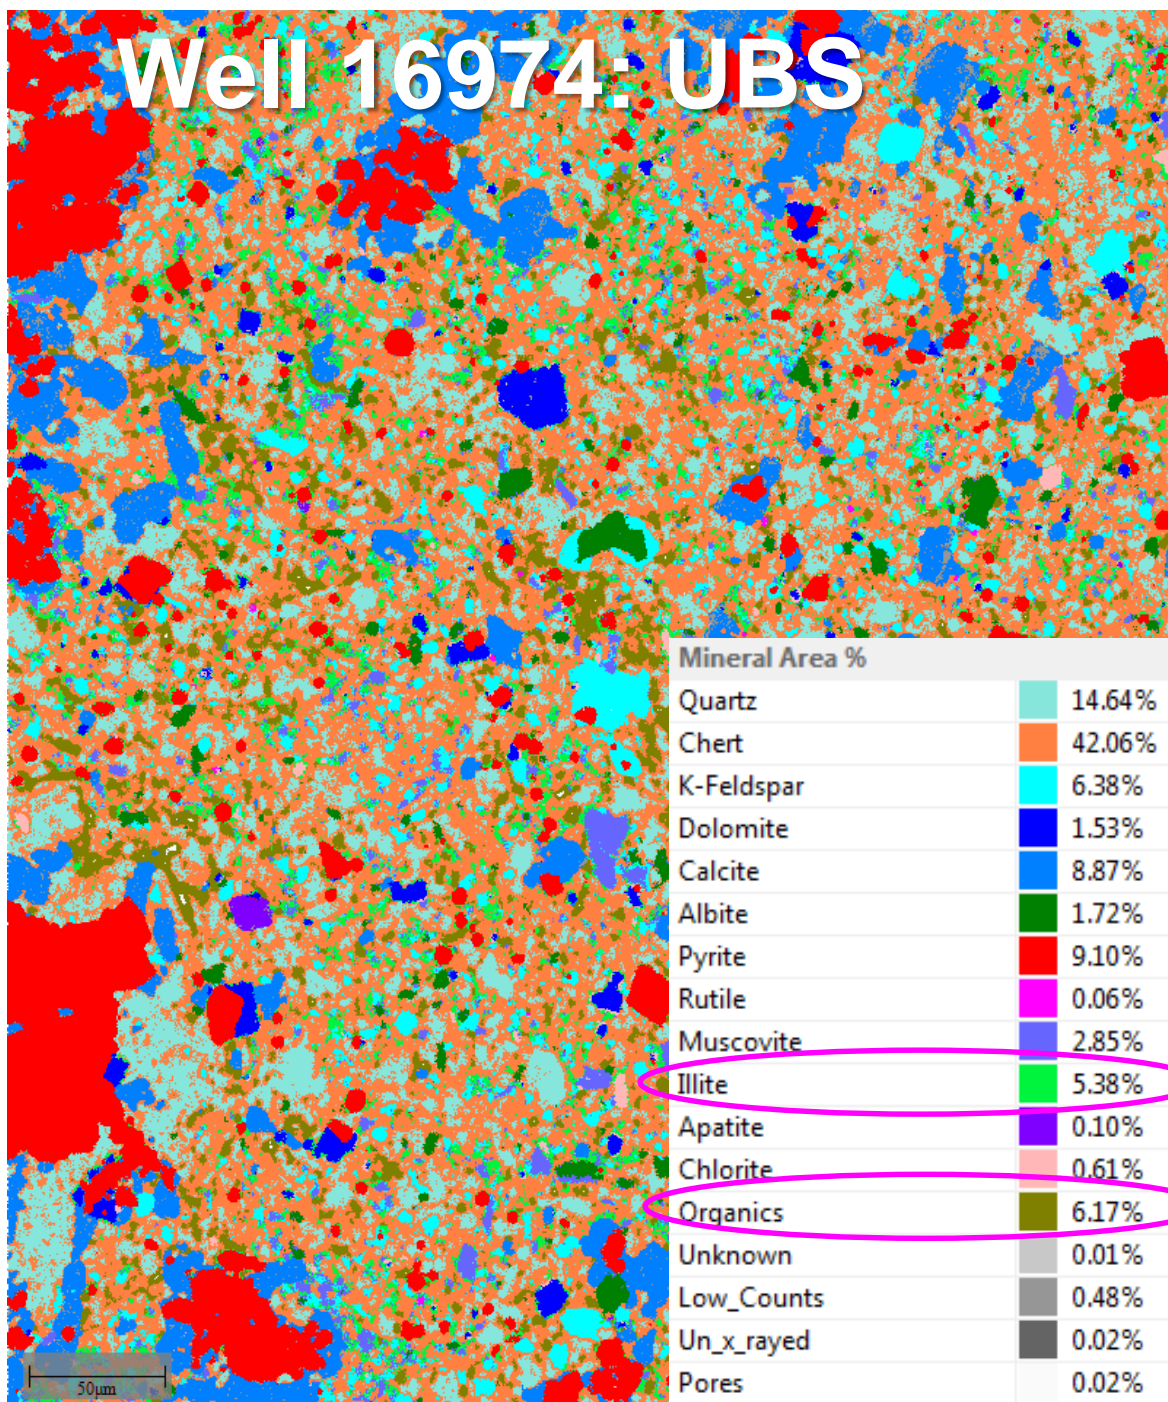 Well 16974: UBS
Mineral Area %
Quartz 14.64%
Chert 42.06%
K-Feldspar 6.38%
Dolomite 1.53%
Calcite 8.87%
Albite 1.72%
Pyrite 9.10%
Rutile 0.06%
Muscovite 2.85%
Illite 5.38%
Apatite 0.10%
Chlorite 0.61%
Organics 6.17%
Unknown 0.01%
Low_Counts 0.48%
Un_x_rayed 0.02%
Pores 0.02%
50µm